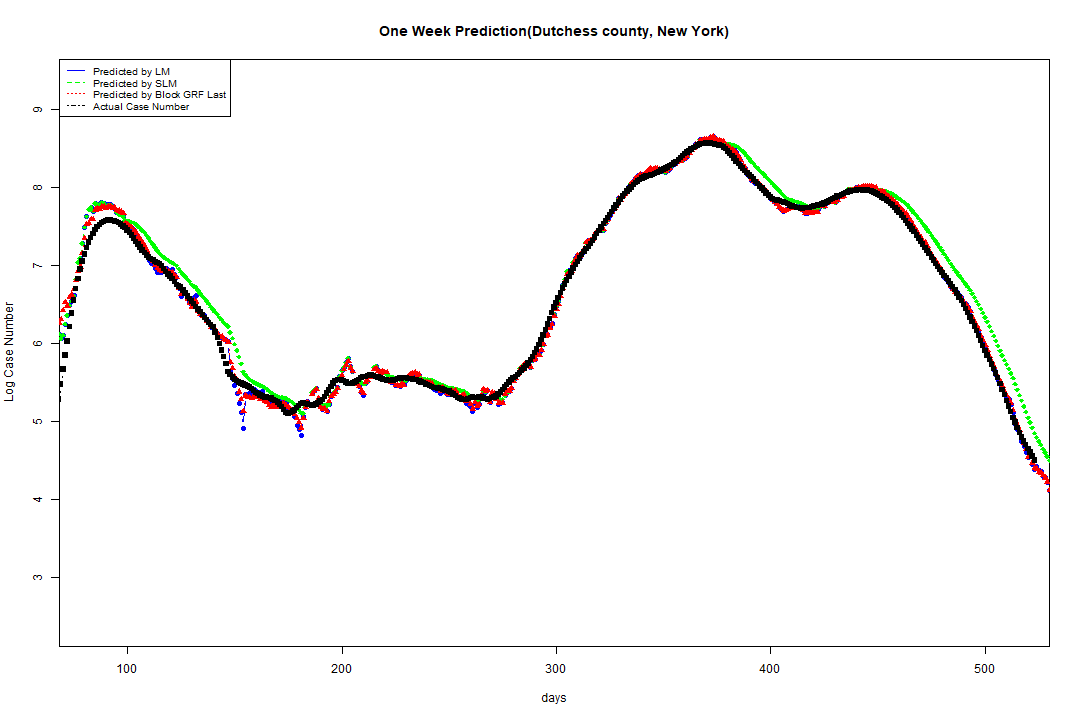 One Week Prediction(Dutchess county, New York)
Predicted by LM
Predicted by SLM
Predicted by Block GRF Last
Actual Case Number
Log Case Number
9
8
7
6
5
4
3
100 200 300 400 500
days